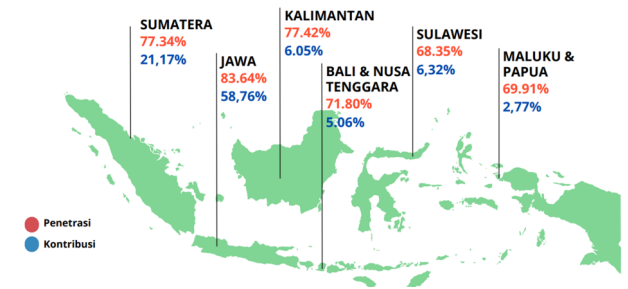 SUMATERA
77.34%
21,17%
JAWA
83.64%
58,76%
KALIMANTAN
77.42%
6.05%
BALI & NUSA
TENGGARA
71.80%
5.06%
SULAWESI
68.35%
6,32%
MALUKU &
PAPUA
69.91%
2,77%
Penetrasi
Kontribusi